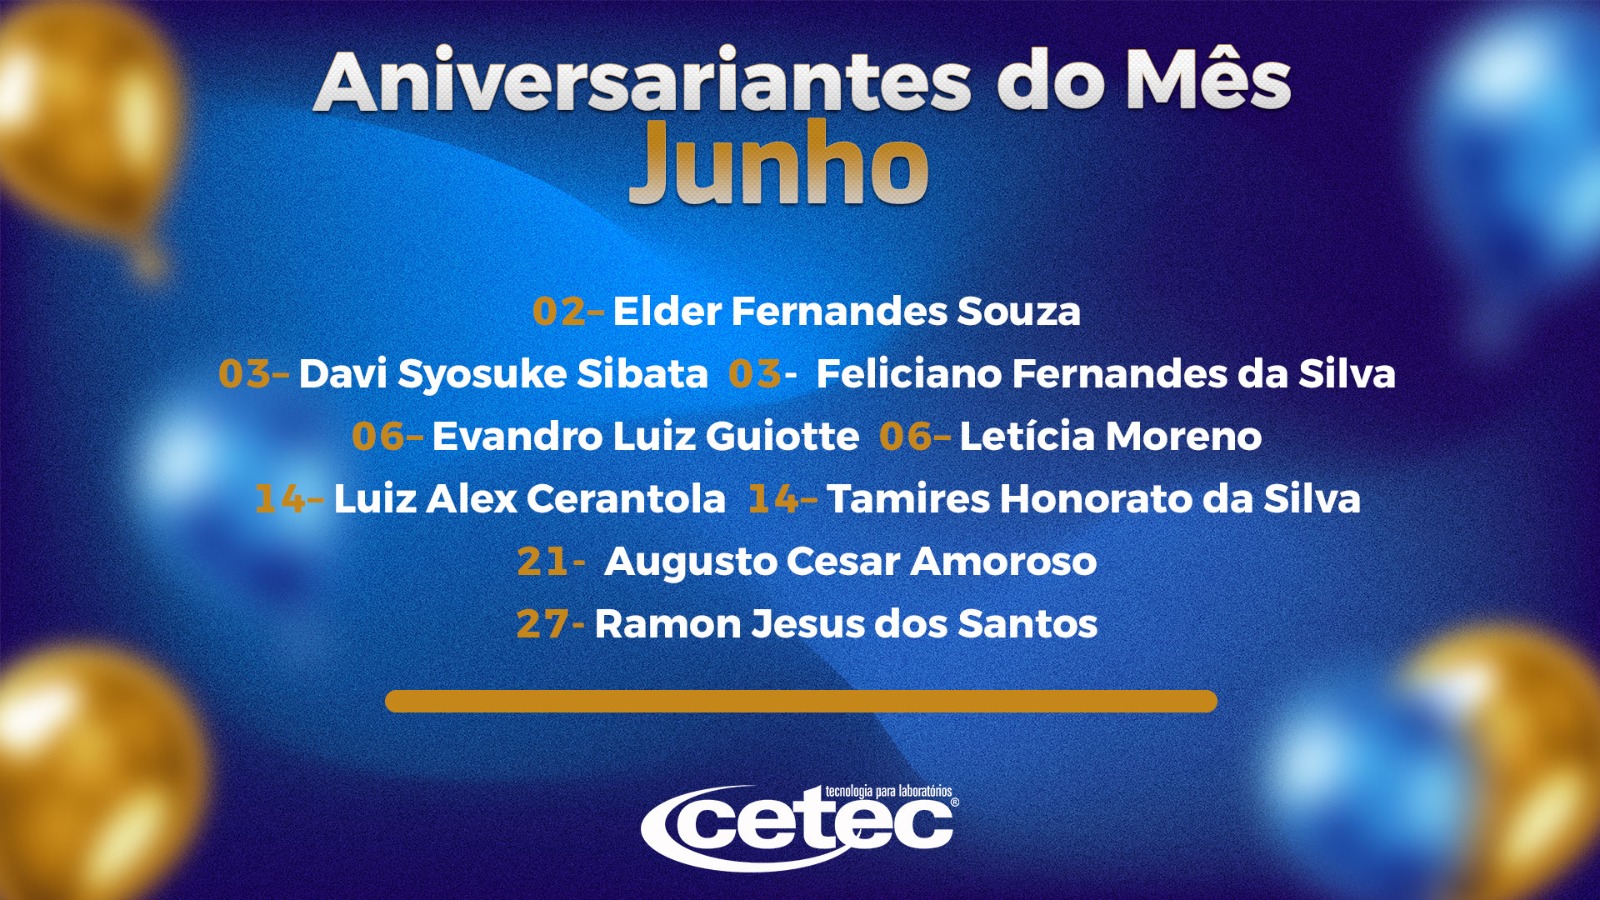 Aniversariantes do Mês
Junho
02– Elder Fernandes Souza
03– Davi Syosuke Sibata 03- Feliciano Fernandes da Silva
06– Evandro Luiz Guiotte 06– Letícia Moreno
14– Luiz Alex Cerantola 14– Tamires Honorato da Silva
21- Augusto Cesar Amoroso
27- Ramon Jesus dos Santos
tecnologia para laboratórios
cetec®